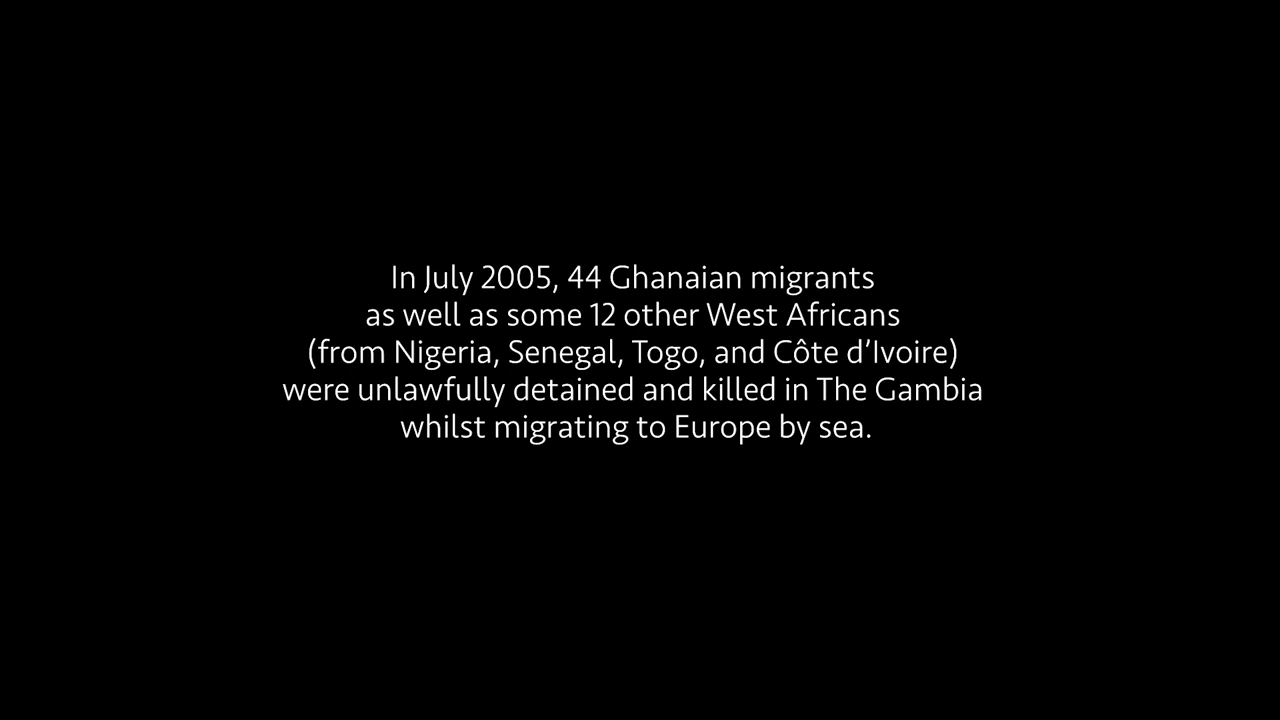 In July 2005, 44 Ghanaian migrants
as well as some 12 other West Africans
(from Nigeria, Senegal, Togo, and Côte d’Ivoire)
were unlawfully detained and killed in The Gambia
whilst migrating to Europe by sea.